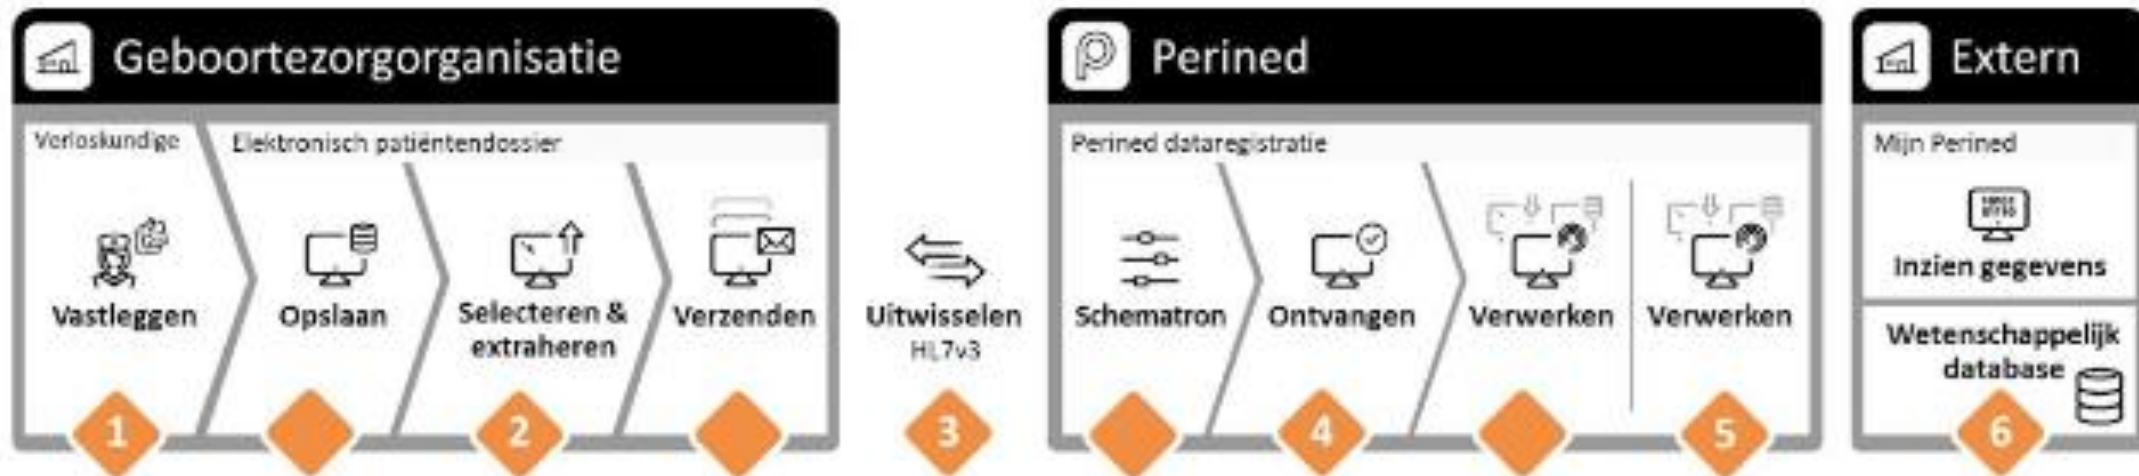 Geboortezorgorganisatie
Verloskundige
Elektronisch patiëntendossier
Vastleggen
Opslaan
Selecteren &
extraheren
Verzenden
1
2
Uitwisselen
HL7v3
3
Perined
Perined dataregistratie
Schematron
Ontvangen
Verwerken
Verwerken
4
5
Extern
Mijn Perined
Inzien gegevens
Wetenschappelijk
database
6